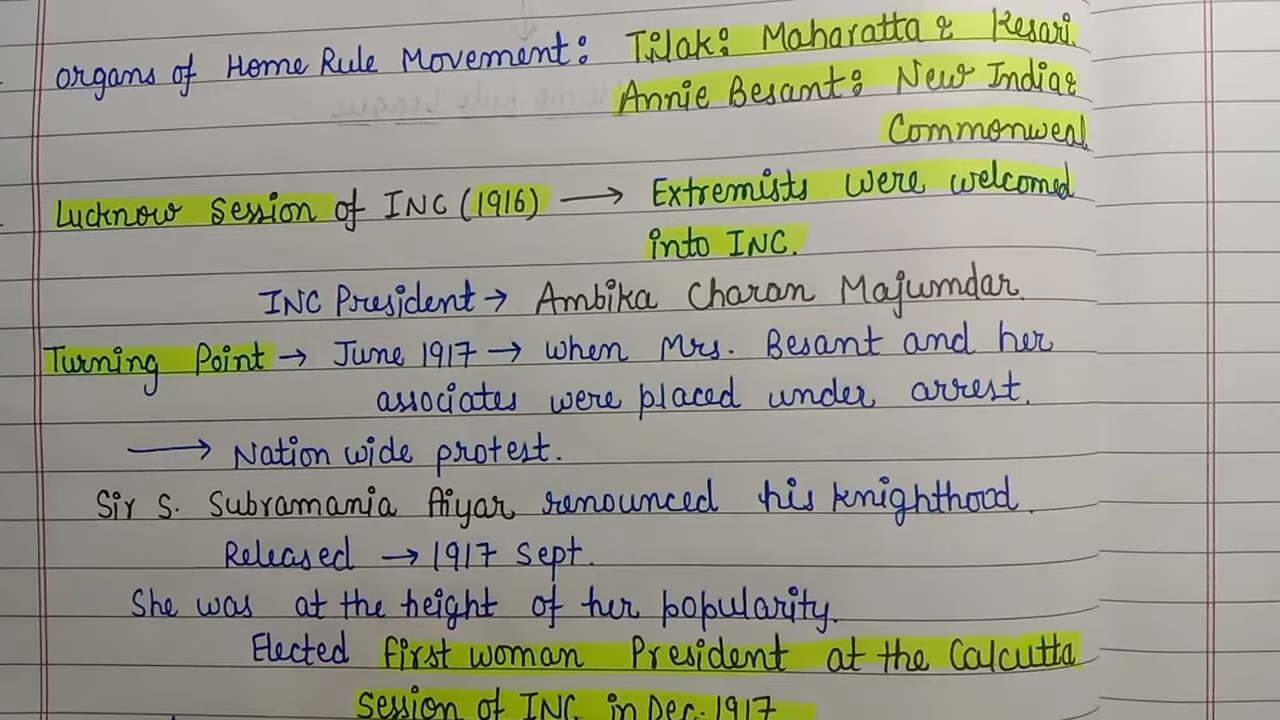 organs of Home Rule Movement: Tilak: Maharatta & Kesari.
Annie Besant: New India &
Commonweal
Lucknow Session of INC (1916) → Extremists were welcomed
into INC.
INC President → Ambika Charan Majumdar.
Turning Point → June 1917 → when Mrs. Besant and her
associates were placed under arrest.
→ Nation wide protest.
Sir S. Subramania Aiyar renounced his knighthood.
Released → 1917 Sept.
She was at the height of her popularity.
Elected first woman President at the Calcutta
session of INC in Dec. 1917